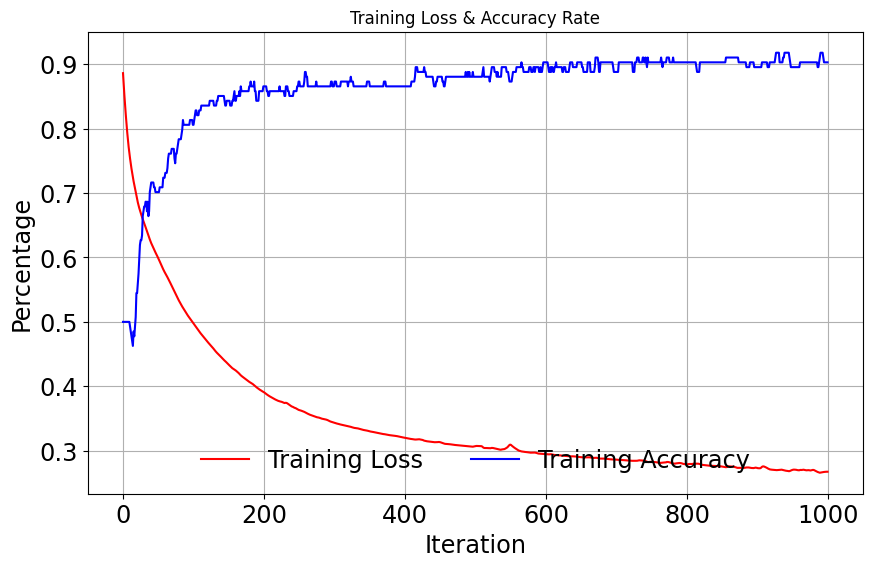 Training Loss & Accuracy Rate
Percentage
0.9
0.8
0.7
0.6
0.5
0.4
0.3
Training Loss Training Accuracy
0 200 400 600 800 1000
Iteration